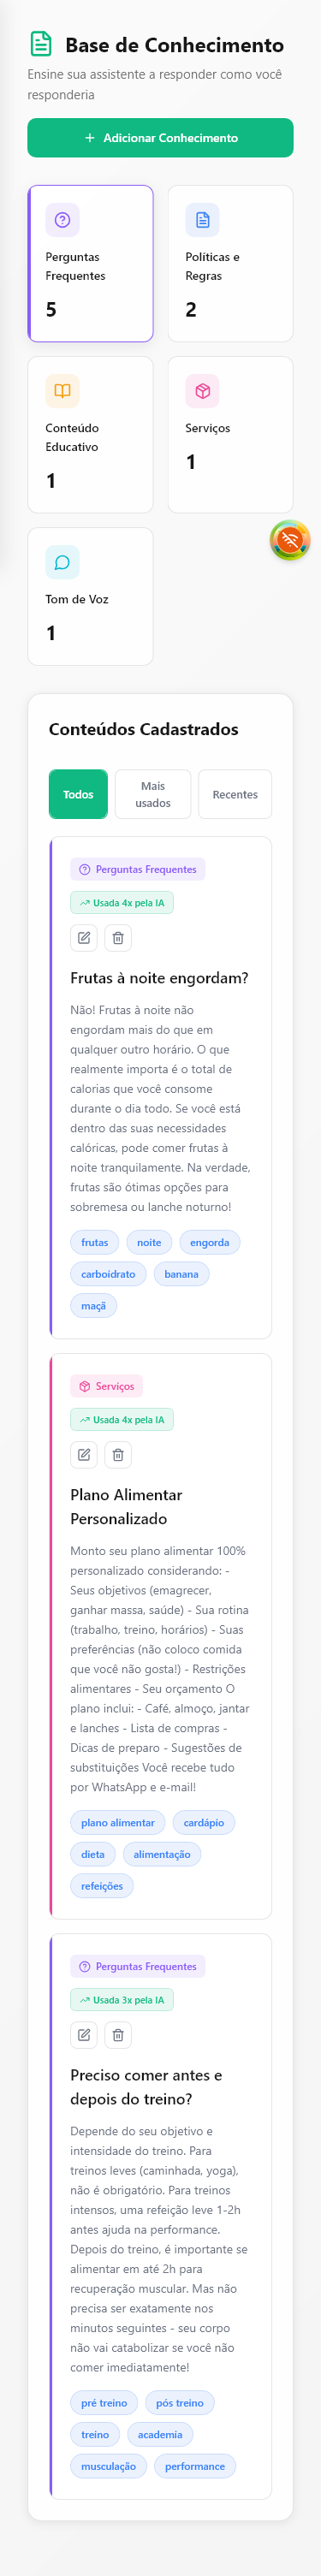 Base de Conhecimento
Ensine sua assistente a responder como você
responderia
Adicionar Conhecimento
Perguntas
Frequentes
5
Políticas e
Regras
2
Conteúdo
Educativo
1
Serviços
1
Tom de Voz
1
Conteúdos Cadastrados
Todos
Mais
usados
Recentes
Perguntas Frequentes
Usada 4x pela IA
Frutas à noite engordam?
Não! Frutas à noite não
engordam mais do que em
qualquer outro horário. O que
realmente importa é o total de
calorias que você consome
durante o dia todo. Se você está
dentro das suas necessidades
calóricas, pode comer frutas à
noite tranquilamente. Na verdade,
frutas são ótimas opções para
sobremesa ou lanche noturno!
frutas noite engorda
carboidrato banana
maçã
Serviços
Usada 4x pela IA
Plano Alimentar
Personalizado
Monto seu plano alimentar 100%
personalizado considerando: -
Seus objetivos (emagrecer,
ganhar massa, saúde) - Sua rotina
(trabalho, treino, horários) - Suas
preferências (não coloco comida
que você não gosta!) - Restrições
alimentares - Seu orçamento O
plano inclui: - Café, almoço, jantar
e lanches - Lista de compras -
Dicas de preparo - Sugestões de
substituições Você recebe tudo
por WhatsApp e e-mail!
plano alimentar cardápio
dieta alimentação
refeições
Perguntas Frequentes
Usada 3x pela IA
Preciso comer antes e
depois do treino?
Depende do seu objetivo e
intensidade do treino. Para
treinos leves (caminhada, yoga),
não é obrigatório. Para treinos
intensos, uma refeição leve 1-2h
antes ajuda na performance.
Depois do treino, é importante se
alimentar em até 2h para
recuperação muscular. Mas não
precisa ser exatamente nos
minutos seguintes - seu corpo
não vai catabolizar se você não
comer imediatamente!
pré treino pós treino
treino academia
musculação performance